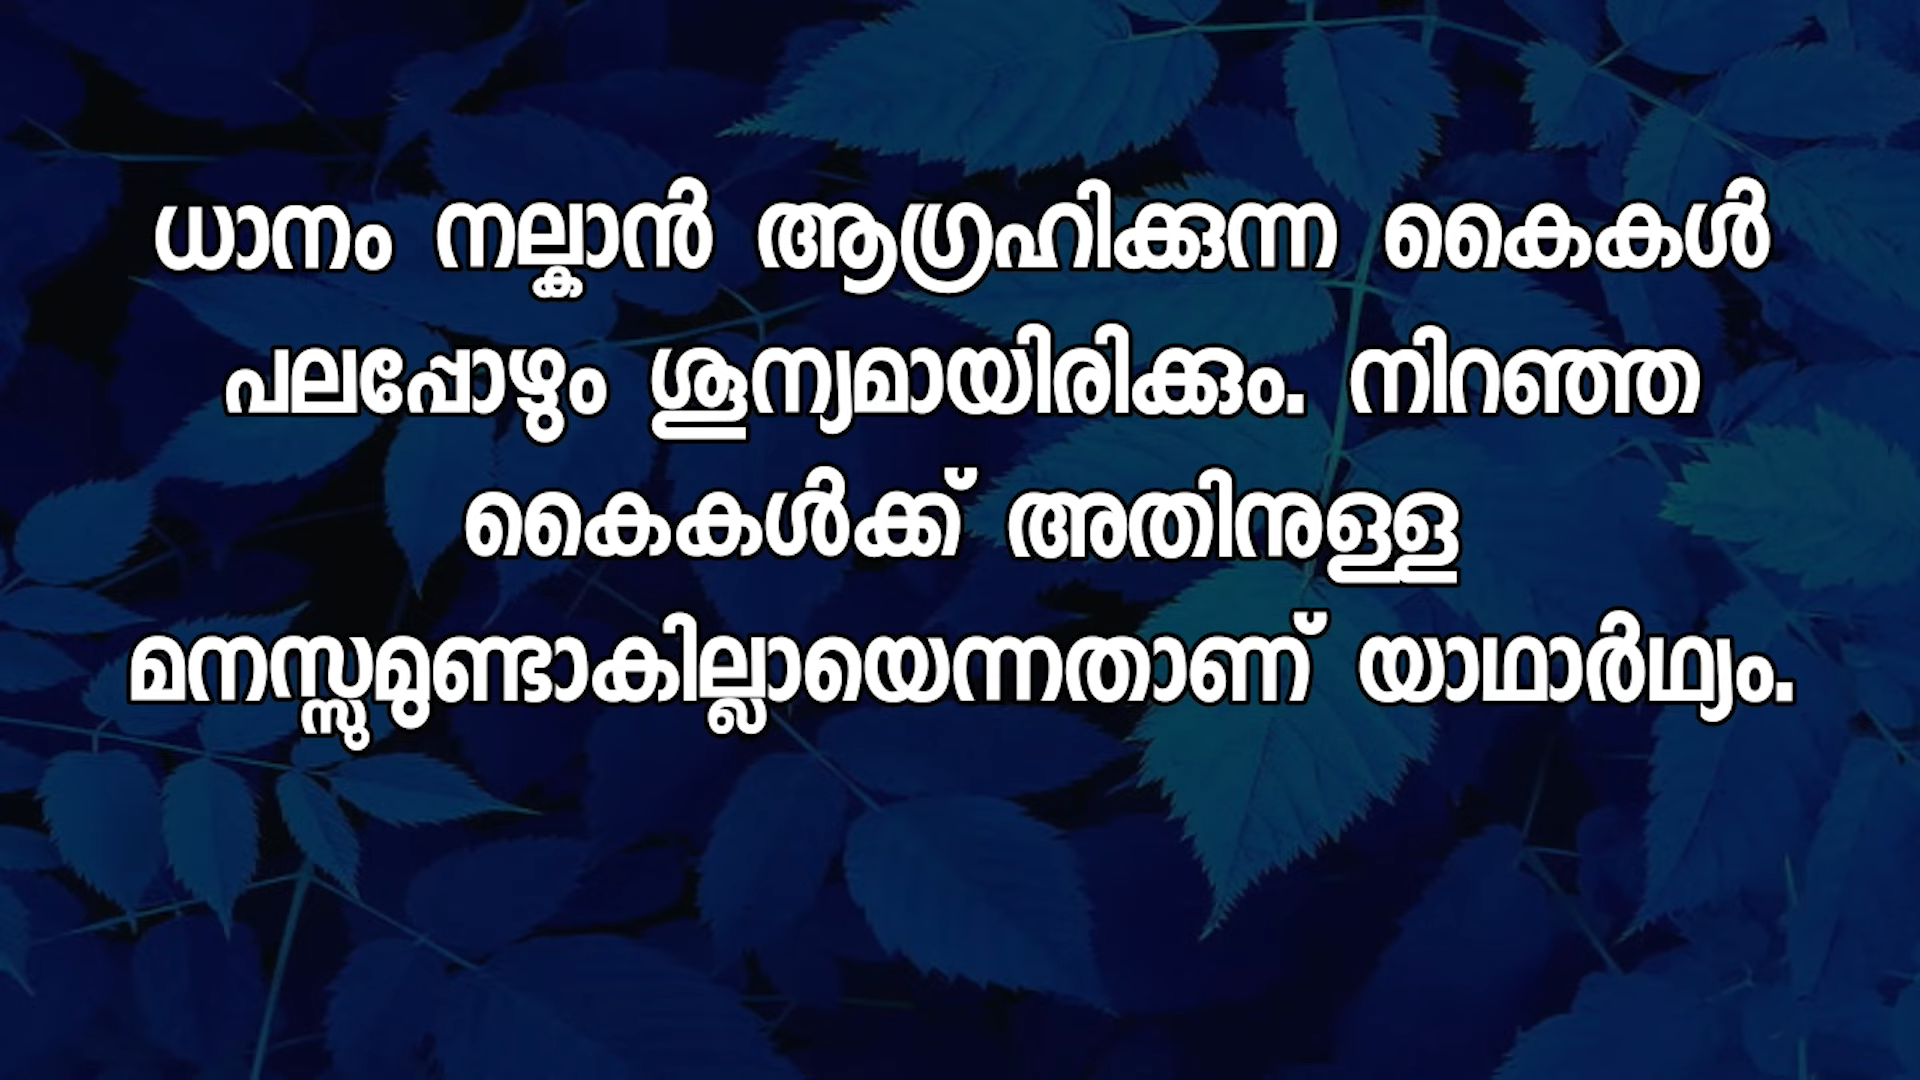 ധാനം നല്കാൻ ആഗ്രഹിക്കുന്ന കൈകൾ
പലപ്പോഴും ശൂന്യമായിരിക്കും. നിറഞ്ഞ
കൈകൾക്ക് അതിനുള്ള
മനസ്സുമുണ്ടാകില്ലായെന്നതാണ് യാഥാർഥ്യം.